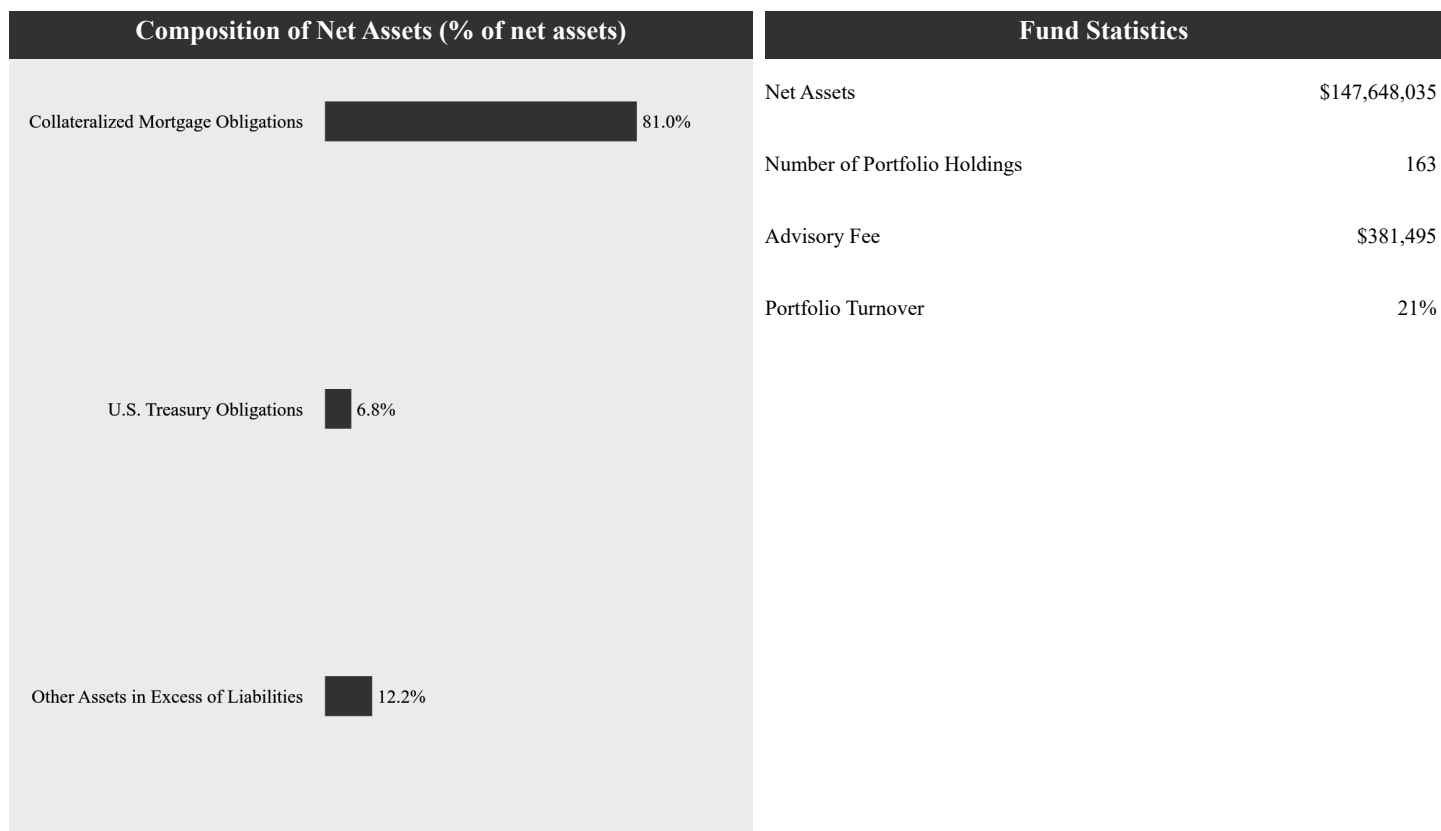 Composition of Net Assets (% of net assets)
Collateralized Mortgage Obligations 81.0%
U.S. Treasury Obligations 6.8%
Other Assets in Excess of Liabilities 12.2%
Fund Statistics
Net Assets $147,648,035
Number of Portfolio Holdings 163
Advisory Fee $381,495
Portfolio Turnover 21%